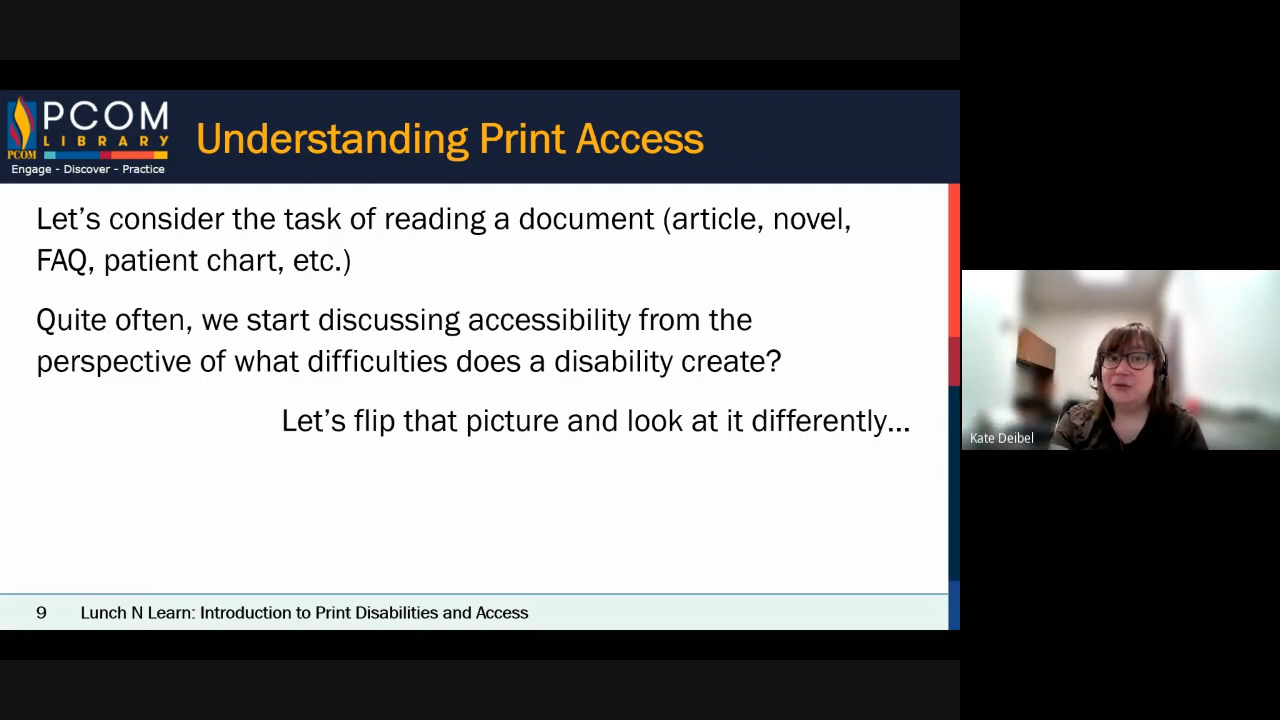 PCOM
LIBRARY
PCOM
Engage - Discover - Practice
Understanding Print Access
Let’s consider the task of reading a document (article, novel,
FAQ, patient chart, etc.)
Quite often, we start discussing accessibility from the
perspective of what difficulties does a disability create?
Let’s flip that picture and look at it differently…
Kate Deibel
9 Lunch N Learn: Introduction to Print Disabilities and Access